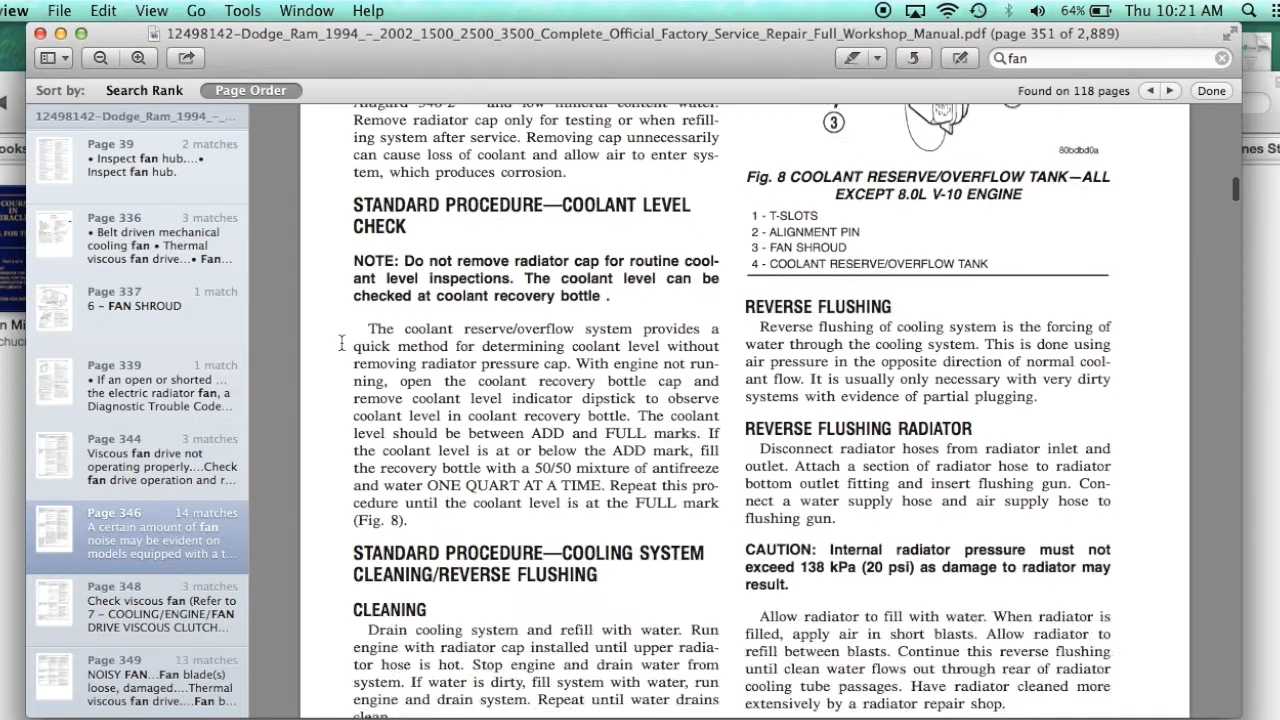 view File Edit View Go Tools Window Help 64% Thu 10:21 AM
12498142-Dodge_Ram_1994_–_2002_1500_2500_3500_Complete_Official_Factory_Service_Repair_Full_Workshop_Manual.pdf (page 351 of 2,889)
fan
Sort by: Search Rank Page Order Found on 118 pages Done
12498142-Dodge_Ram_1994_–_...
Page 39 2 matches
• Inspect fan hub....•
Inspect fan hub.
Page 336 3 matches
• Belt driven mechanical
cooling fan • Thermal
viscous fan drive...• Fan...
Page 337 1 match
6 – FAN SHROUD
Page 339 1 match
• If an open or shorted ...
the electric radiator fan, a
Diagnostic Trouble Code...
Page 344 3 matches
Viscous fan drive not
operating properly....Check
fan drive operation and r...
Page 346 14 matches
A certain amount of fan
noise may be evident on
models equipped with a t...
Page 348 3 matches
Check viscous fan (Refer to
7 – COOLING/ENGINE/FAN
DRIVE VISCOUS CLUTCH...
Page 349 13 matches
NOISY FAN...Fan blade(s)
loose, damaged....Thermal
viscous fan drive....Fan b...
and low mineral content water.
Remove radiator cap only for testing or when refill-
ing system after service. Removing cap unnecessarily
can cause loss of coolant and allow air to enter sys-
tem, which produces corrosion.
STANDARD PROCEDURE—COOLANT LEVEL
CHECK
NOTE: Do not remove radiator cap for routine cool-
ant level inspections. The coolant level can be
checked at coolant recovery bottle .
The coolant reserve/overflow system provides a
quick method for determining coolant level without
removing radiator pressure cap. With engine not run-
ning, open the coolant recovery bottle cap and
remove coolant level indicator dipstick to observe
coolant level in coolant recovery bottle. The coolant
level should be between ADD and FULL marks. If
the coolant level is at or below the ADD mark, fill
the recovery bottle with a 50/50 mixture of antifreeze
and water ONE QUART AT A TIME. Repeat this pro-
cedure until the coolant level is at the FULL mark
(Fig. 8).
STANDARD PROCEDURE—COOLING SYSTEM
CLEANING/REVERSE FLUSHING
CLEANING
Drain cooling system and refill with water. Run
engine with radiator cap installed until upper radia-
tor hose is hot. Stop engine and drain water from
system. If water is dirty, fill system with water, run
engine and drain system. Repeat until water drains
clean.
3
80bdbd0a
Fig. 8 COOLANT RESERVE/OVERFLOW TANK—ALL
EXCEPT 8.0L V-10 ENGINE
1 - T-SLOTS
2 - ALIGNMENT PIN
3 - FAN SHROUD
4 - COOLANT RESERVE/OVERFLOW TANK
REVERSE FLUSHING
Reverse flushing of cooling system is the forcing of
water through the cooling system. This is done using
air pressure in the opposite direction of normal cool-
ant flow. It is usually only necessary with very dirty
systems with evidence of partial plugging.
REVERSE FLUSHING RADIATOR
Disconnect radiator hoses from radiator inlet and
outlet. Attach a section of radiator hose to radiator
bottom outlet fitting and insert flushing gun. Con-
nect a water supply hose and air supply hose to
flushing gun.
CAUTION: Internal radiator pressure must not
exceed 138 kPa (20 psi) as damage to radiator may
result.
Allow radiator to fill with water. When radiator is
filled, apply air in short blasts. Allow radiator to
refill between blasts. Continue this reverse flushing
until clean water flows out through rear of radiator
cooling tube passages. Have radiator cleaned more
extensively by a radiator repair shop.